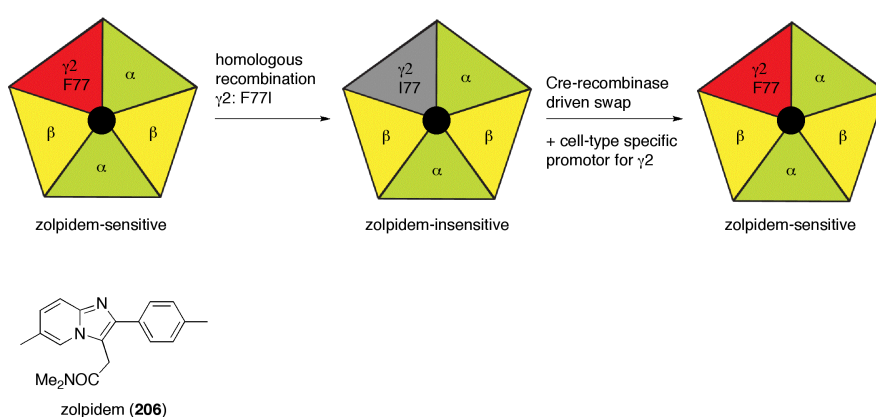 γ2
F77
α
β
β
α
zolpidem-sensitive
homologous
recombination
γ2: F77I
γ2
I77
α
β
β
α
zolpidem-insensitive
Cre-recombinase
driven swap
+ cell-type specific
promotor for γ2
γ2
F77
α
β
β
α
zolpidem-sensitive
N
N
Me2NOC
zolpidem (206)